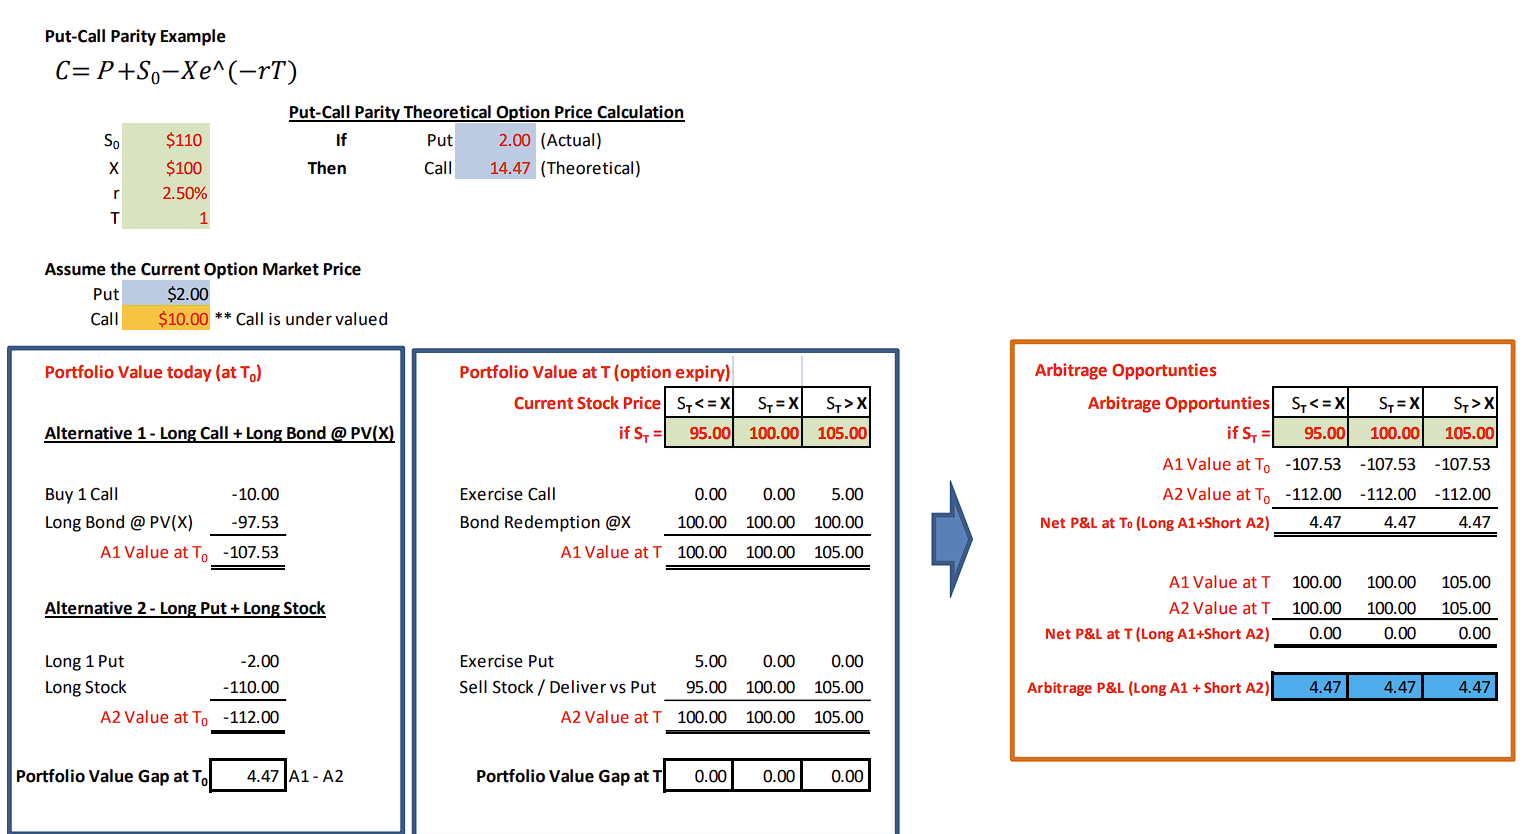 Put-Call Parity Example
C= P+S₀−Xe^(−rT)
Put-Call Parity Theoretical Option Price Calculation
S₀ $110 If Put 2.00 (Actual)
X $100 Then Call 14.47 (Theoretical)
r 2.50%
T 1
Assume the Current Option Market Price
Put $2.00
Call $10.00 ** Call is under valued
Portfolio Value today (at T₀)
Alternative 1 - Long Call + Long Bond @ PV(X)
Buy 1 Call -10.00
Long Bond @ PV(X) -97.53
A1 Value at T₀ -107.53
Alternative 2 - Long Put + Long Stock
Long 1 Put -2.00
Long Stock -110.00
A2 Value at T₀ -112.00
Portfolio Value Gap at T₀ 4.47 A1 - A2
Portfolio Value at T (option expiry)
Current Stock Price S_T < = X S_T = X S_T > X
if S_T = 95.00 100.00 105.00
Exercise Call 0.00 0.00 5.00
Bond Redemption @X 100.00 100.00 100.00
A1 Value at T 100.00 100.00 105.00
Exercise Put 5.00 0.00 0.00
Sell Stock / Deliver vs Put 95.00 100.00 105.00
A2 Value at T 100.00 100.00 105.00
Portfolio Value Gap at T 0.00 0.00 0.00
Arbitrage Opportunties
Arbitrage Opportunties S_T < = X S_T = X S_T > X
if S_T = 95.00 100.00 105.00
A1 Value at T₀ -107.53 -107.53 -107.53
A2 Value at T₀ -112.00 -112.00 -112.00
Net P&L at T₀ (Long A1+Short A2) 4.47 4.47 4.47
A1 Value at T 100.00 100.00 105.00
A2 Value at T 100.00 100.00 105.00
Net P&L at T (Long A1+Short A2) 0.00 0.00 0.00
Arbitrage P&L (Long A1 + Short A2) 4.47 4.47 4.47